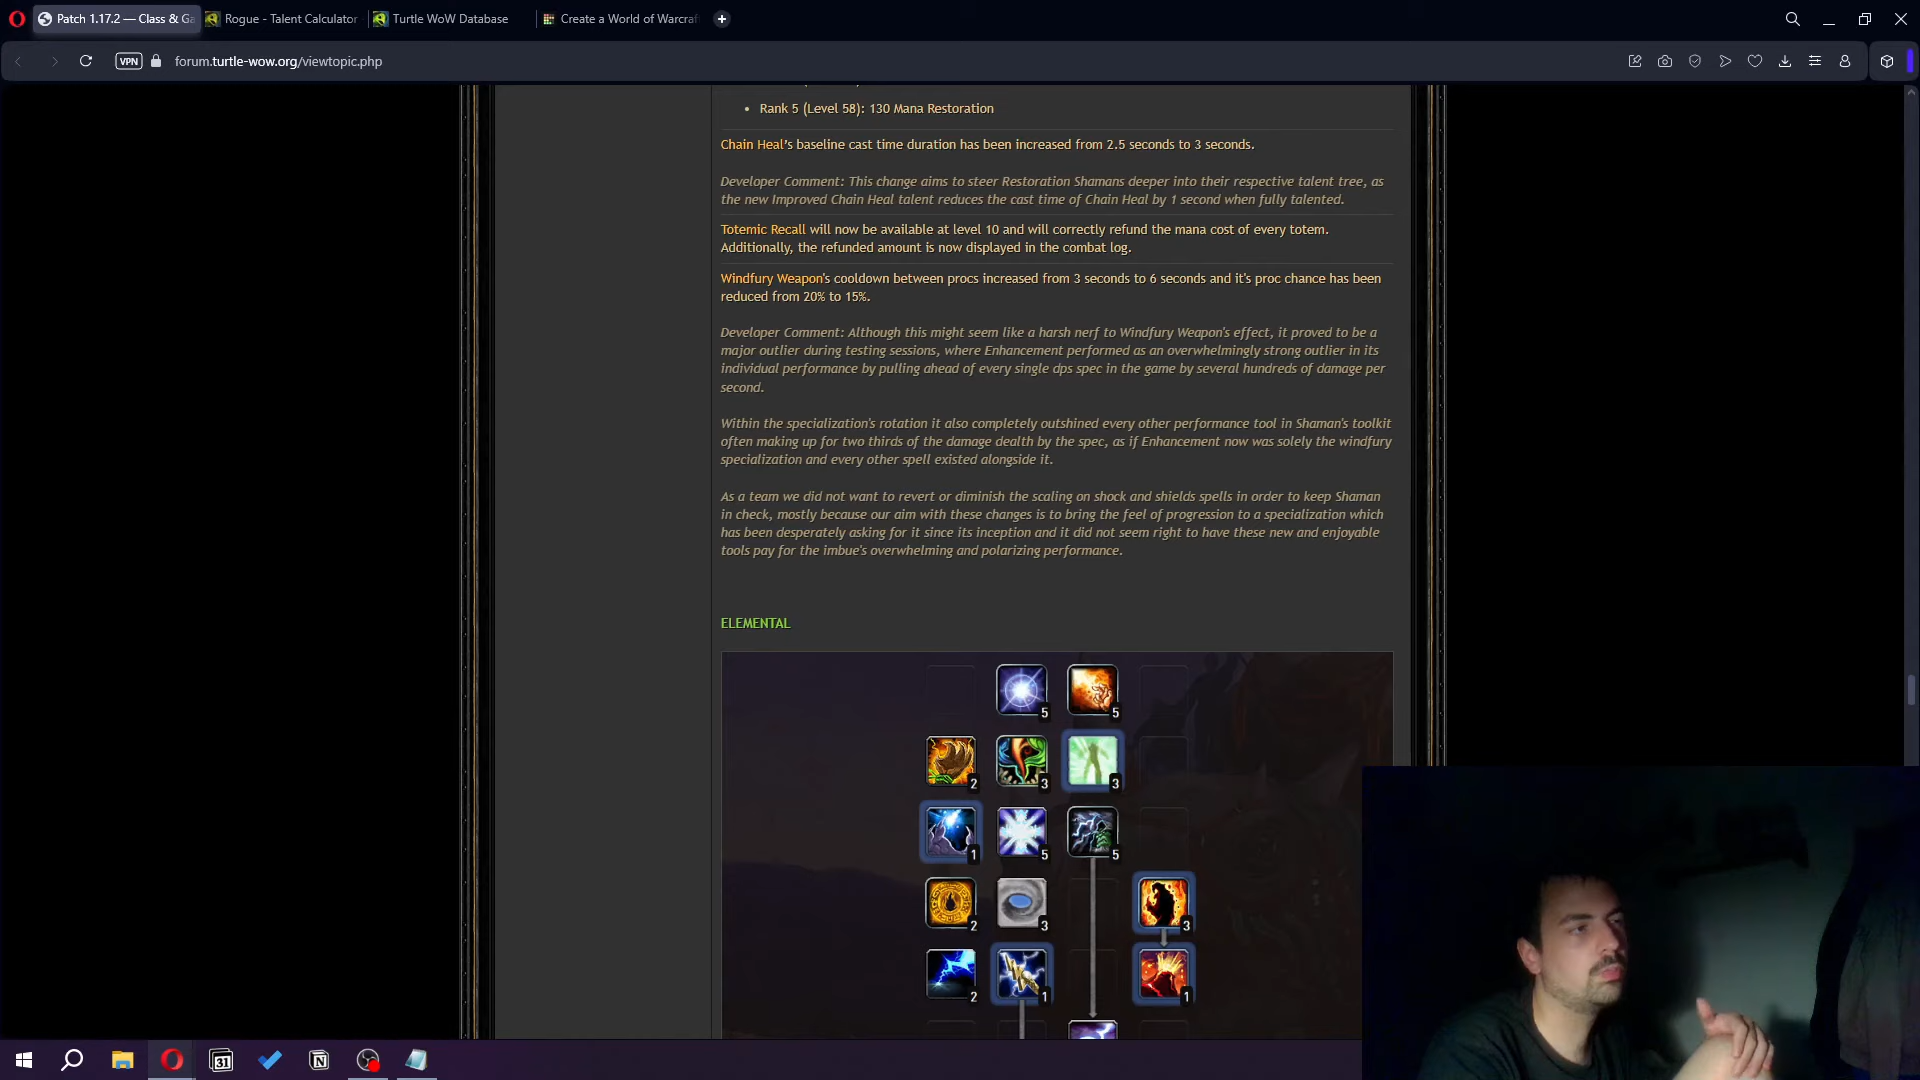 Patch 1.17.2 — Class & Ga
Rogue - Talent Calculator
Turtle WoW Database
Create a World of Warcraf
VPN
forum.turtle-wow.org/viewtopic.php
Rank 5 (Level 58): 130 Mana Restoration
Chain Heal's baseline cast time duration has been increased from 2.5 seconds to 3 seconds.
Developer Comment: This change aims to steer Restoration Shamans deeper into their respective talent tree, as
the new Improved Chain Heal talent reduces the cast time of Chain Heal by 1 second when fully talented.
Totemic Recall will now be available at level 10 and will correctly refund the mana cost of every totem.
Additionally, the refunded amount is now displayed in the combat log.
Windfury Weapon's cooldown between procs increased from 3 seconds to 6 seconds and it's proc chance has been
reduced from 20% to 15%.
Developer Comment: Although this might seem like a harsh nerf to Windfury Weapon's effect, it proved to be a
major outlier during testing sessions, where Enhancement performed as an overwhelmingly strong outlier in its
individual performance by pulling ahead of every single dps spec in the game by several hundreds of damage per
second.
Within the specialization's rotation it also completely outshined every other performance tool in Shaman's toolkit
often making up for two thirds of the damage dealth by the spec, as if Enhancement now was solely the windfury
specialization and every other spell existed alongside it.
As a team we did not want to revert or diminish the scaling on shock and shields spells in order to keep Shaman
in check, mostly because our aim with these changes is to bring the feel of progression to a specialization which
has been desperately asking for it since its inception and it did not seem right to have these new and enjoyable
tools pay for the imbue's overwhelming and polarizing performance.
ELEMENTAL
5 5
2 3 3
1 5 5
2 3 3
2 1 1
31